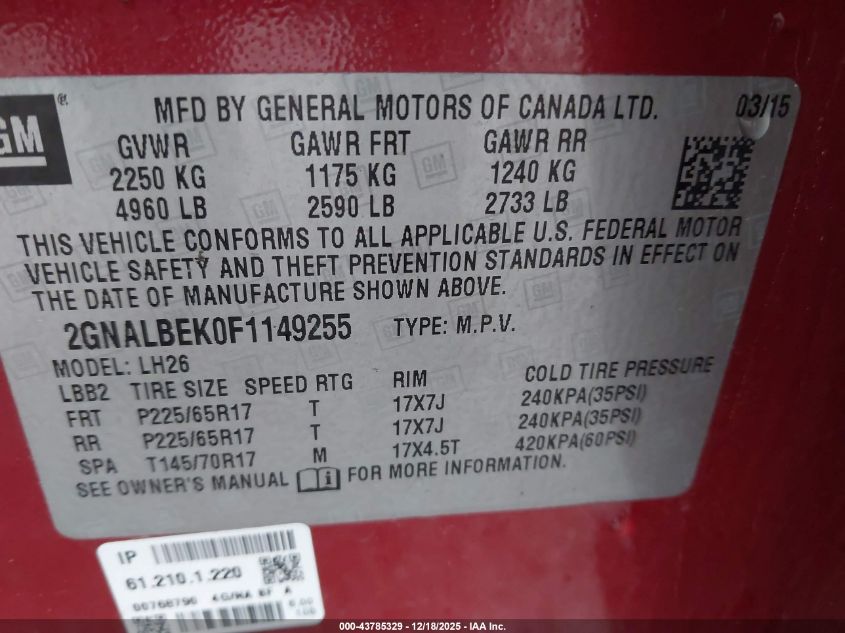 GM ®
MFD BY GENERAL MOTORS OF CANADA LTD. 03/15
GVWR GAWR FRT GAWR RR
2250 KG 1175 KG 1240 KG
4960 LB 2590 LB 2733 LB
THIS VEHICLE CONFORMS TO ALL APPLICABLE U.S. FEDERAL MOTOR
VEHICLE SAFETY AND THEFT PREVENTION STANDARDS IN EFFECT ON
THE DATE OF MANUFACTURE SHOWN ABOVE.
2GNALBEK0F1149255 TYPE: M.P.V.
MODEL: LH26
LBB2 TIRE SIZE SPEED RTG RIM COLD TIRE PRESSURE
FRT P225/65R17 T 17X7J 240KPA(35PSI)
RR P225/65R17 T 17X7J 240KPA(35PSI)
SPA T145/70R17 M 17X4.5T 420KPA(60PSI)
SEE OWNER'S MANUAL i FOR MORE INFORMATION.
IP
61.210.1.220
00768790 A
000-43785329 - 12/18/2025 - IAA Inc.